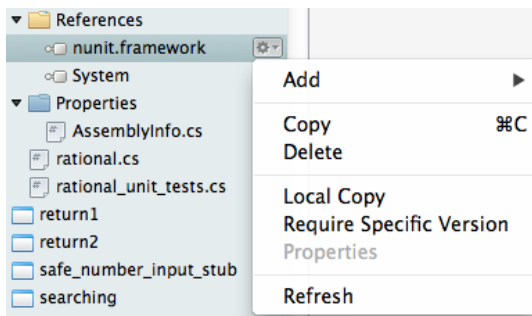 References
nunit.framework
System
Properties
AssemblyInfo.cs
rational.cs
rational_unit_tests.cs
return1
return2
safe_number_input_stub
searching
Add
Copy ⌘C
Delete
Local Copy
Require Specific Version
Properties
Refresh